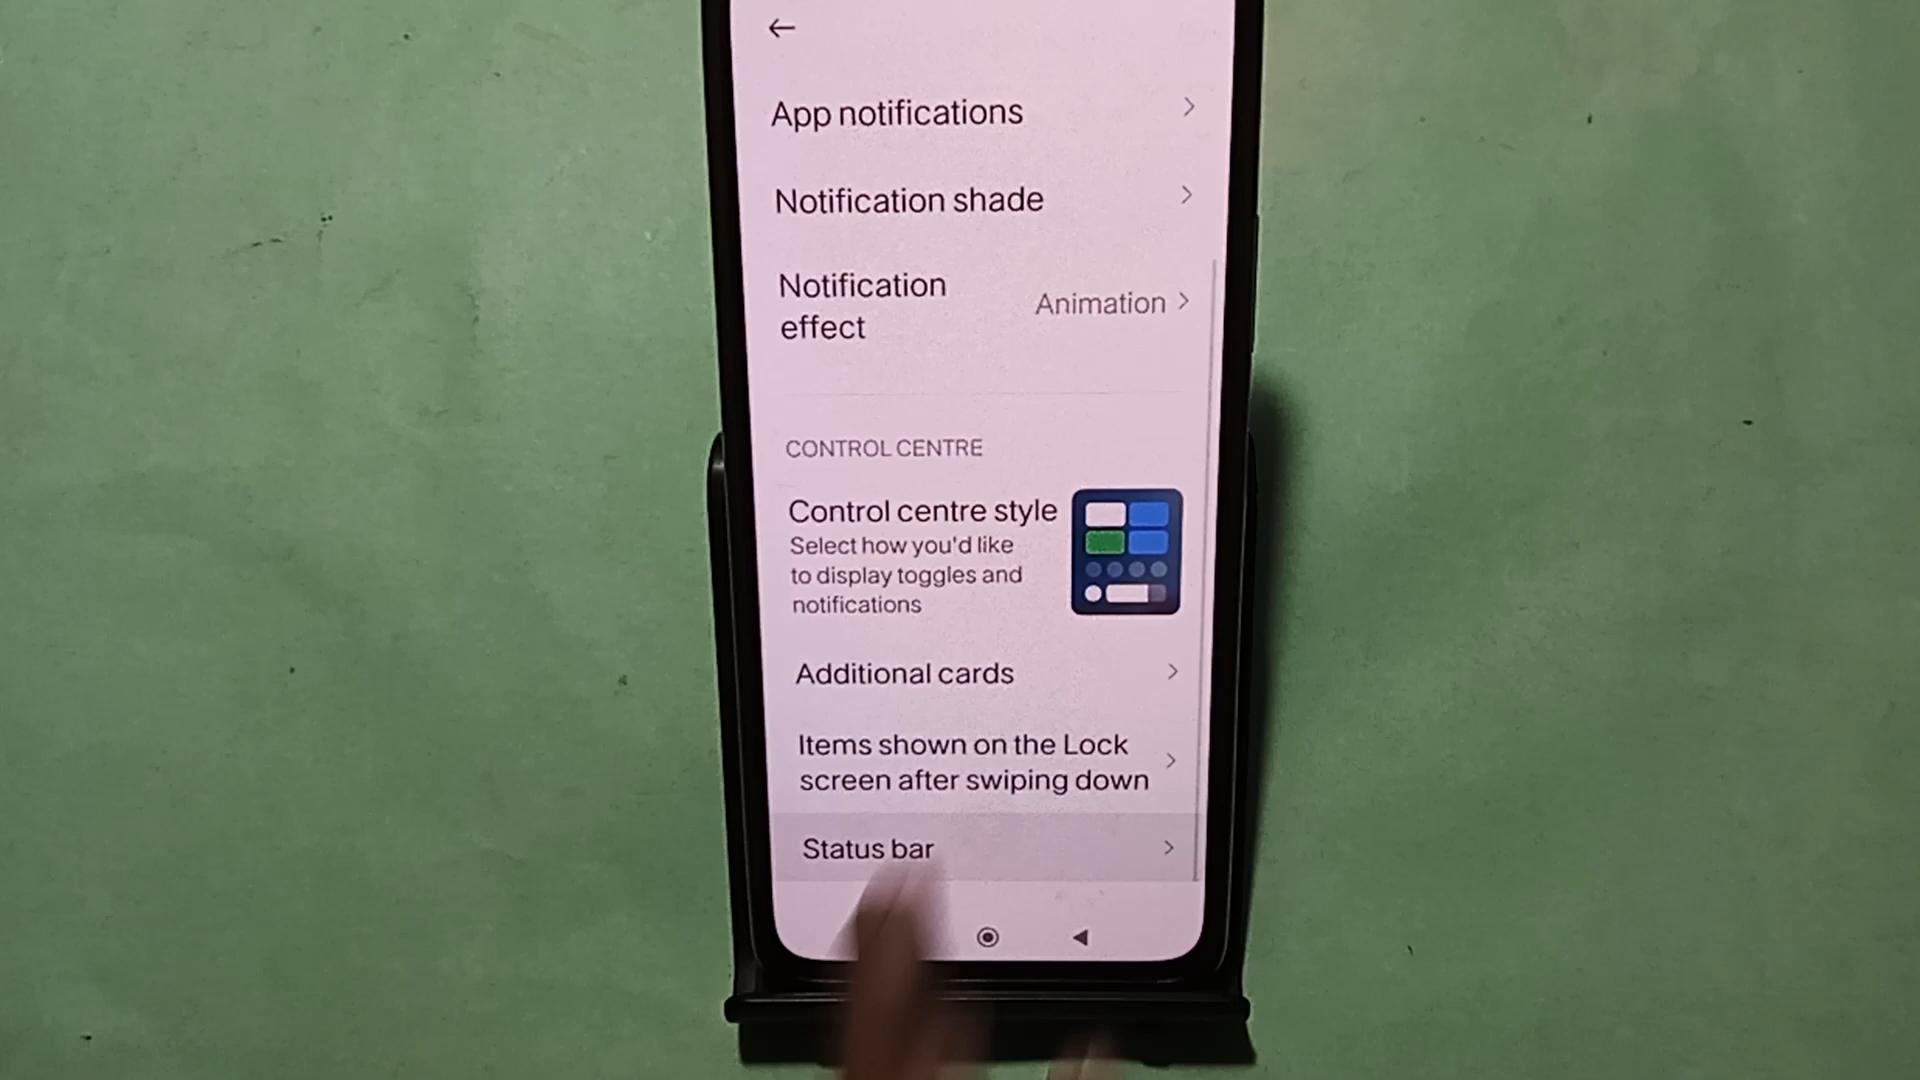 App notifications
Notification shade
Notification
effect
Animation
CONTROL CENTRE
Control centre style
Select how you'd like
to display toggles and
notifications
Additional cards
Items shown on the Lock
screen after swiping down
Status bar